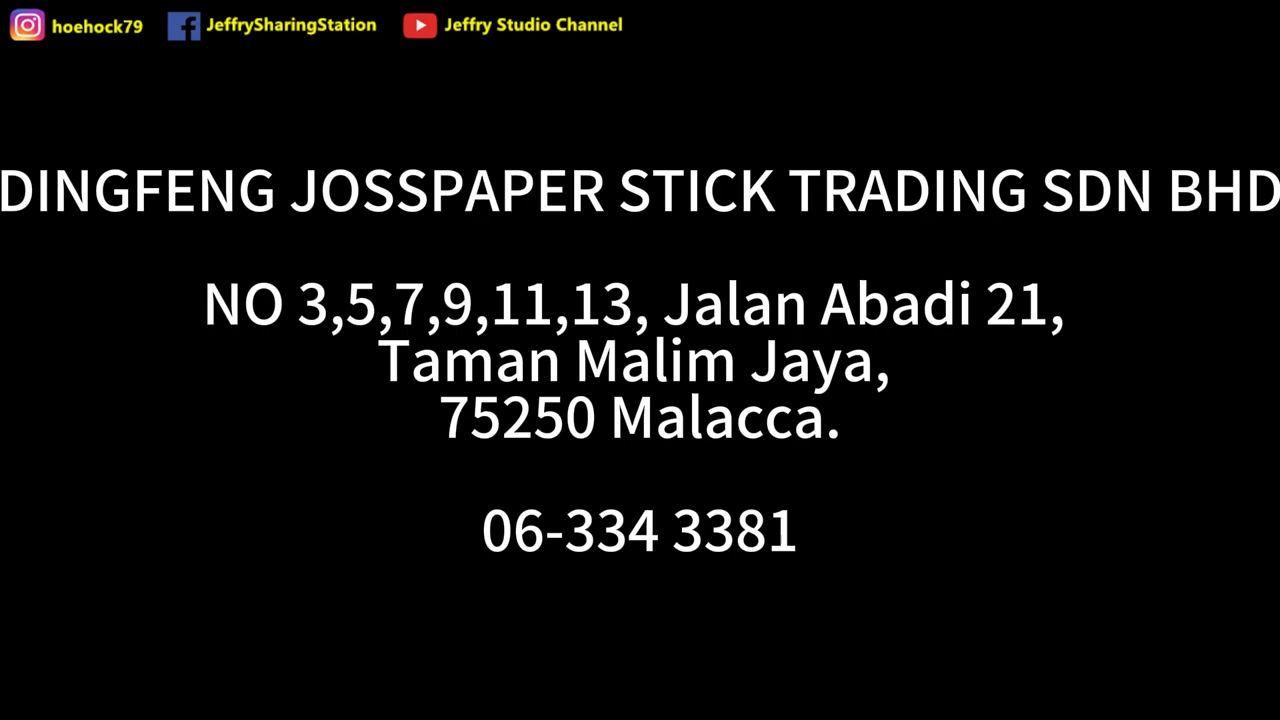 hoehock79 JeffrySharingStation Jeffry Studio Channel
DINGFENG JOSSPAPER STICK TRADING SDN BHD
NO 3,5,7,9,11,13, Jalan Abadi 21,
Taman Malim Jaya,
75250 Malacca.
06-334 3381